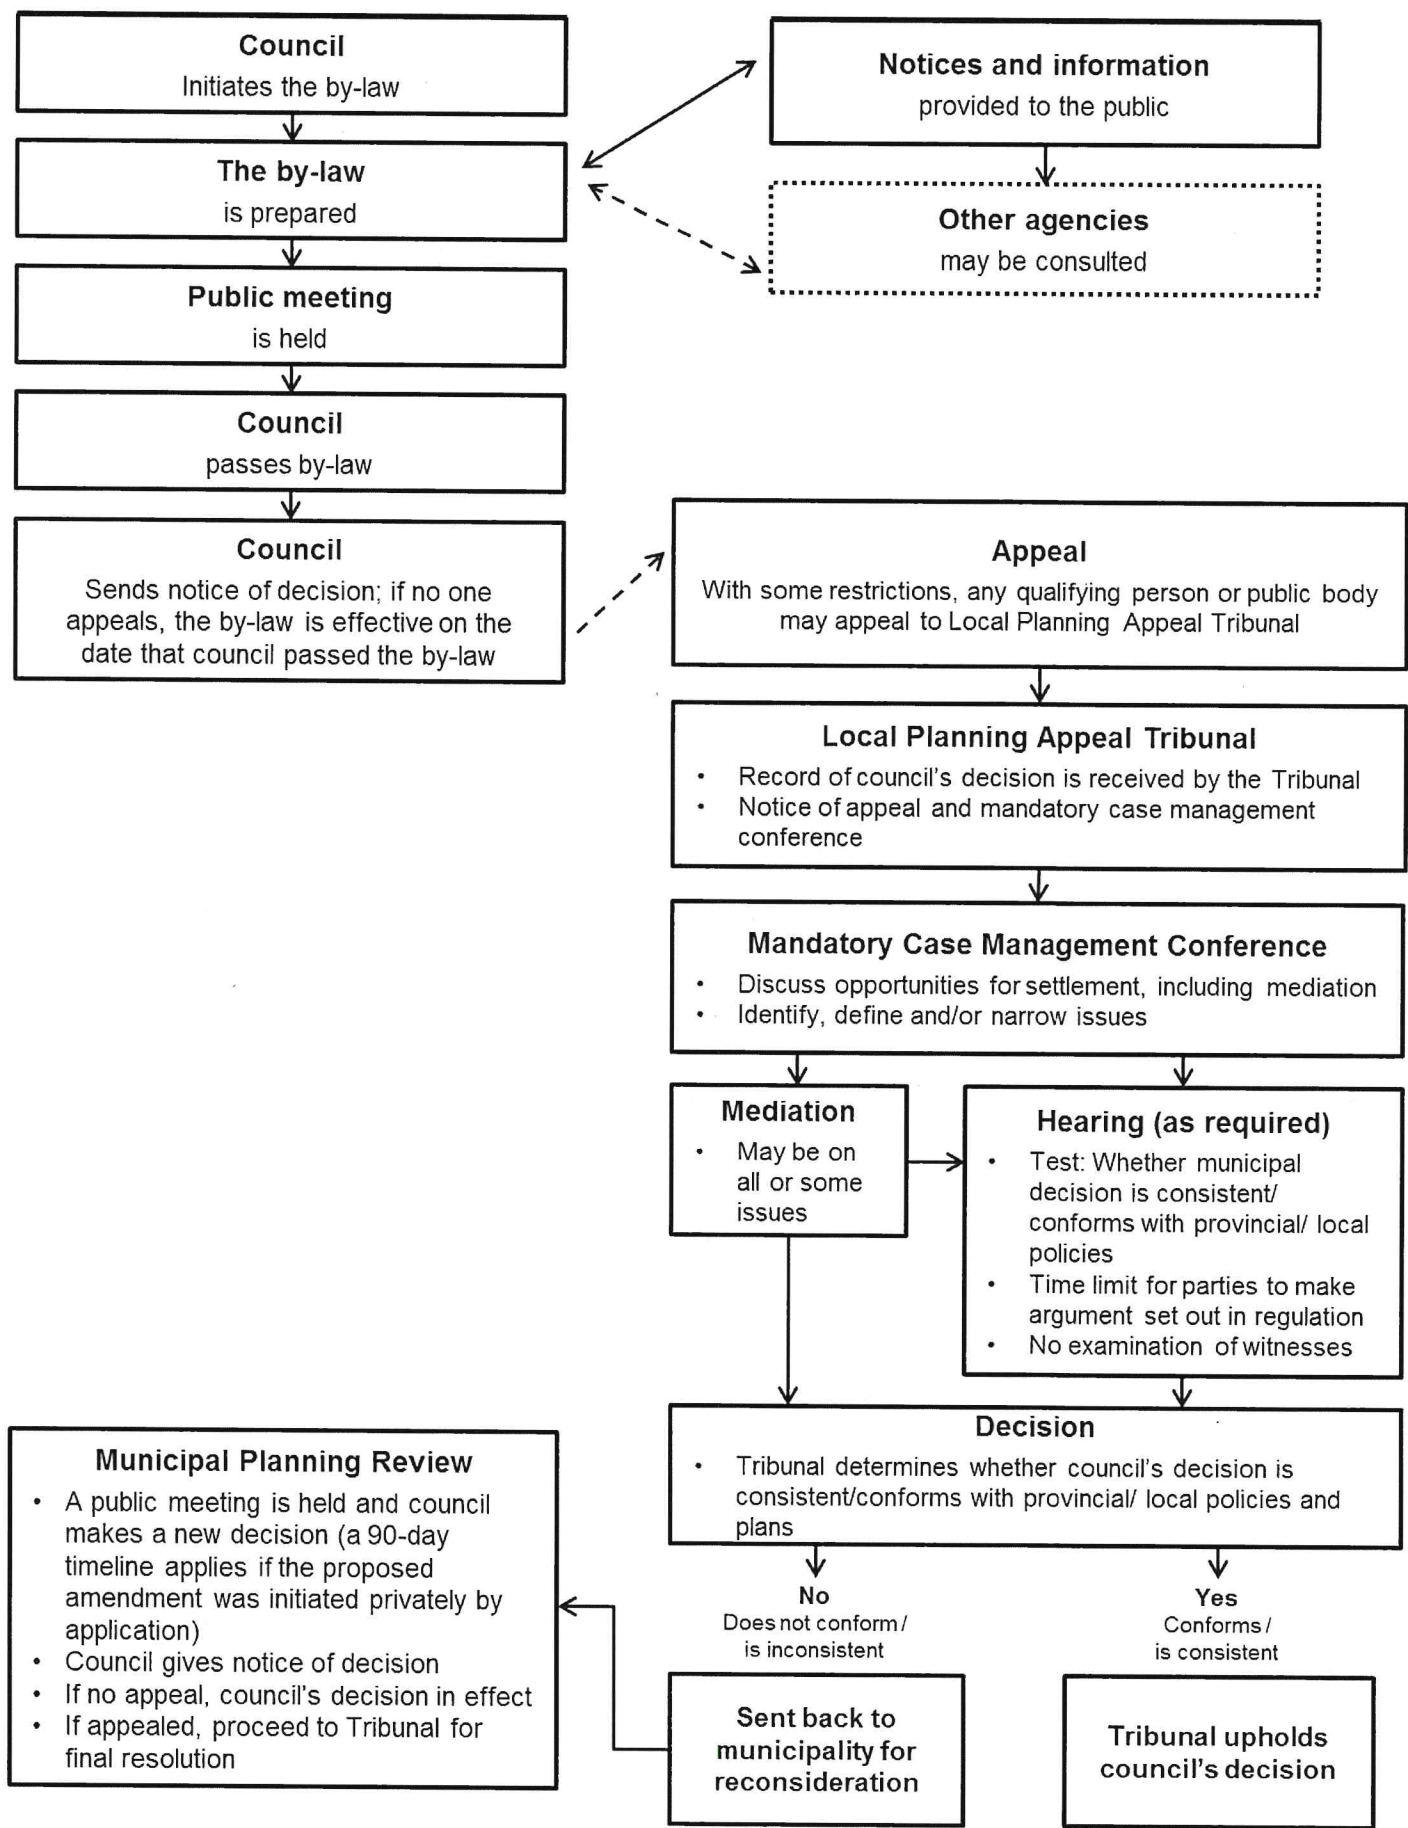 Council
Initiates the by-law
The by-law
is prepared
Public meeting
is held
Council
passes by-law
Council
Sends notice of decision; if no one
appeals, the by-law is effective on the
date that council passed the by-law
Notices and information
provided to the public
Other agencies
may be consulted
Appeal
With some restrictions, any qualifying person or public body
may appeal to Local Planning Appeal Tribunal
Local Planning Appeal Tribunal
• Record of council's decision is received by the Tribunal
• Notice of appeal and mandatory case management
conference
Mandatory Case Management Conference
• Discuss opportunities for settlement, including mediation
• Identify, define and/or narrow issues
Mediation
• May be on
all or some
issues
Hearing (as required)
• Test: Whether municipal
decision is consistent/
conforms with provincial/ local
policies
• Time limit for parties to make
argument set out in regulation
• No examination of witnesses
Decision
• Tribunal determines whether council's decision is
consistent/conforms with provincial/ local policies and
plans
No
Does not conform /
is inconsistent
Yes
Conforms /
is consistent
Sent back to
municipality for
reconsideration
Tribunal upholds
council's decision
Municipal Planning Review
• A public meeting is held and council
makes a new decision (a 90-day
timeline applies if the proposed
amendment was initiated privately by
application)
• Council gives notice of decision
• If no appeal, council's decision in effect
• If appealed, proceed to Tribunal for
final resolution